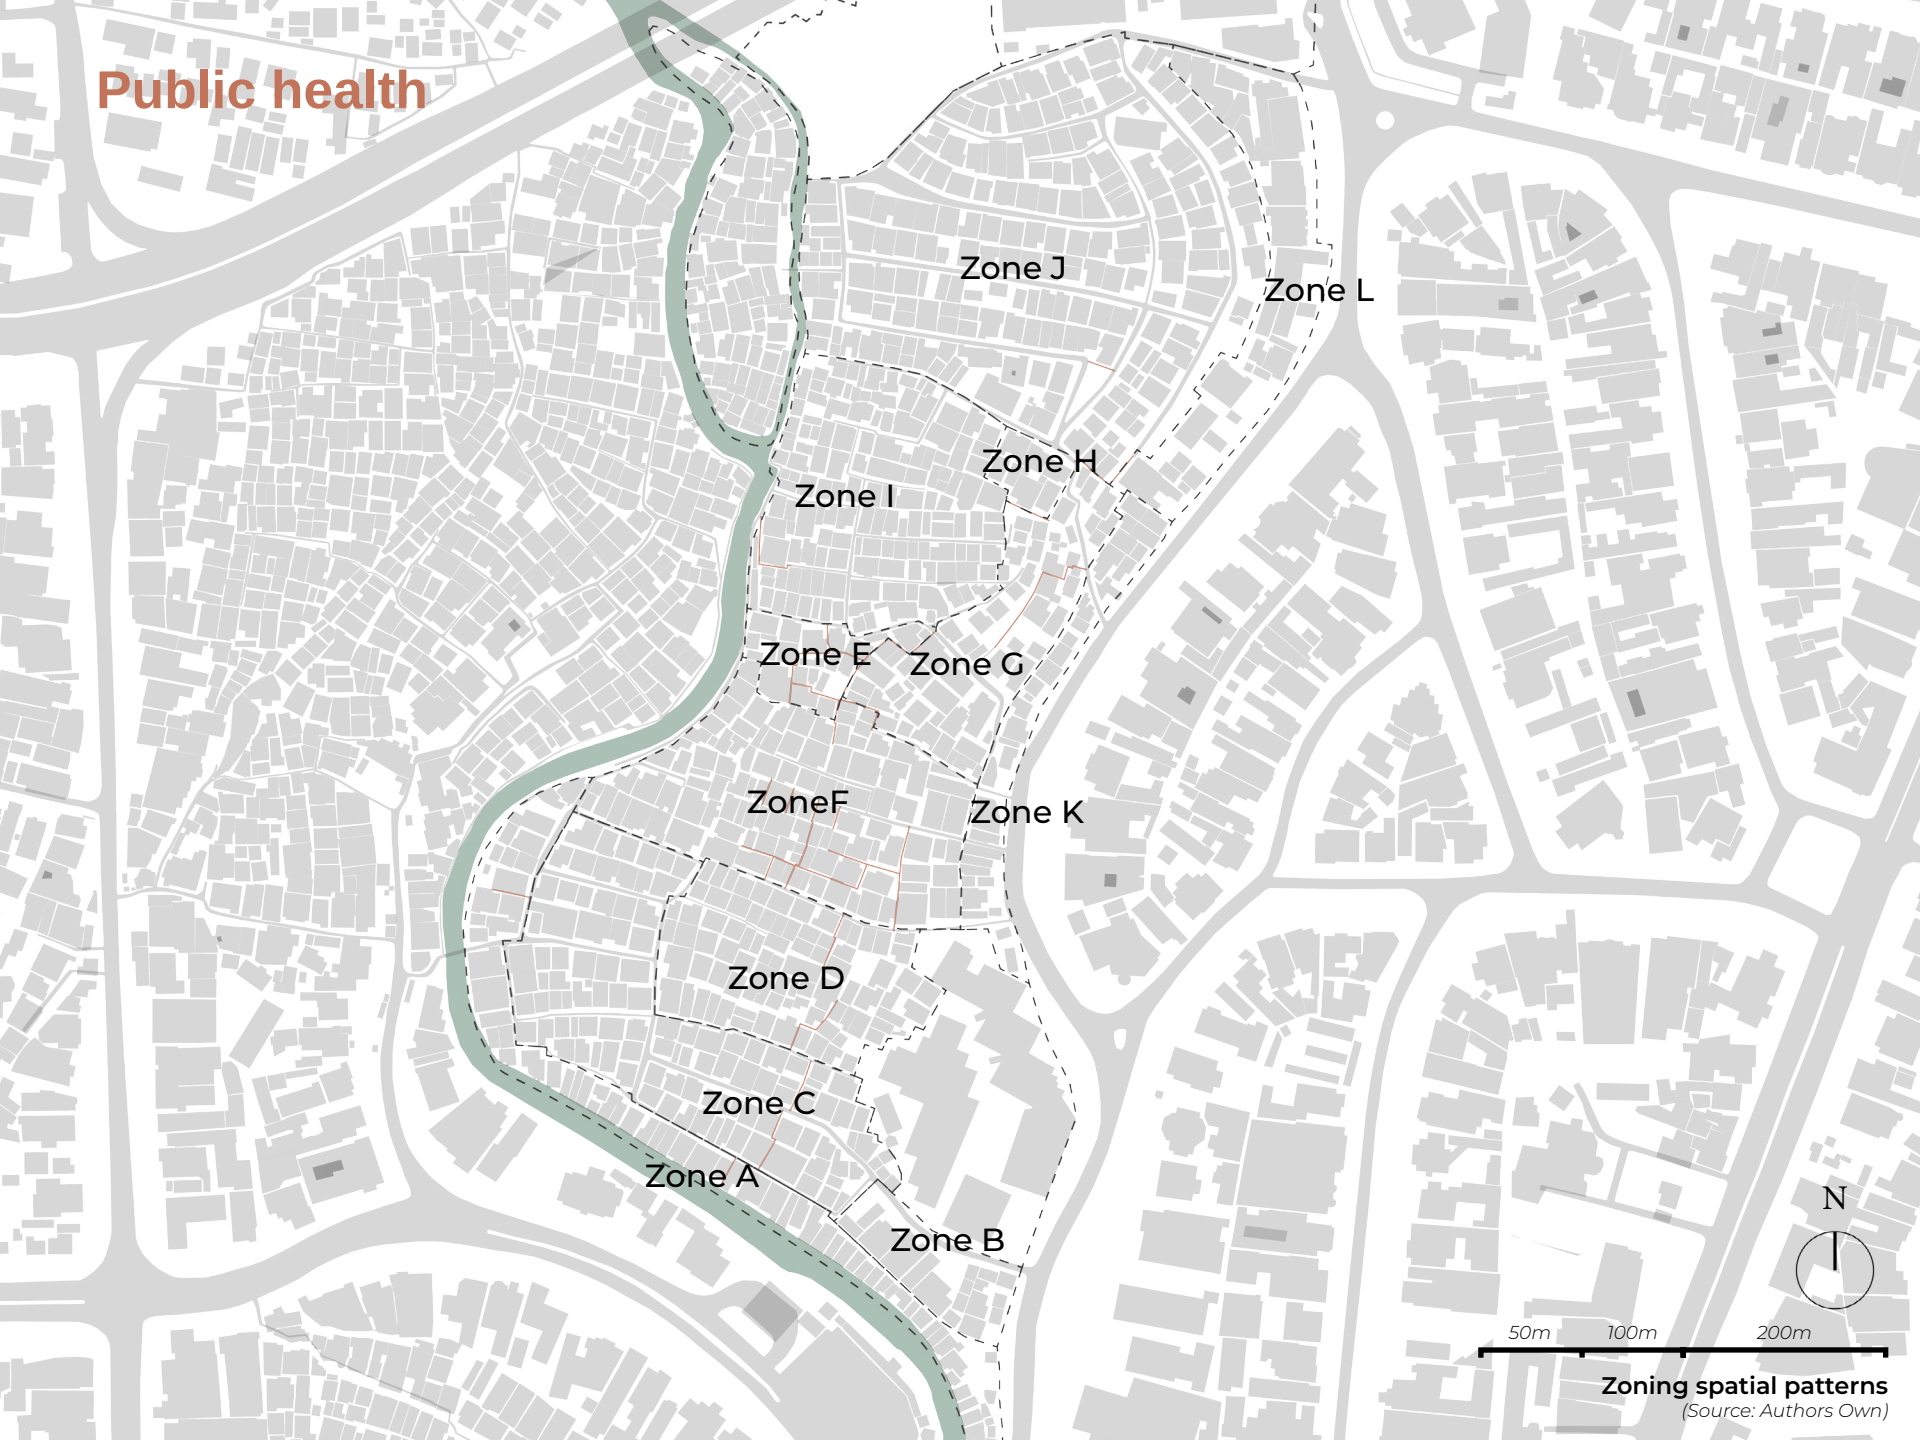 Public health
Zone J
Zone L
Zone H
Zone I
Zone E
Zone G
ZoneF
Zone K
Zone D
Zone C
Zone A
Zone B
N
50m 100m 200m
Zoning spatial patterns
(Source: Authors Own)